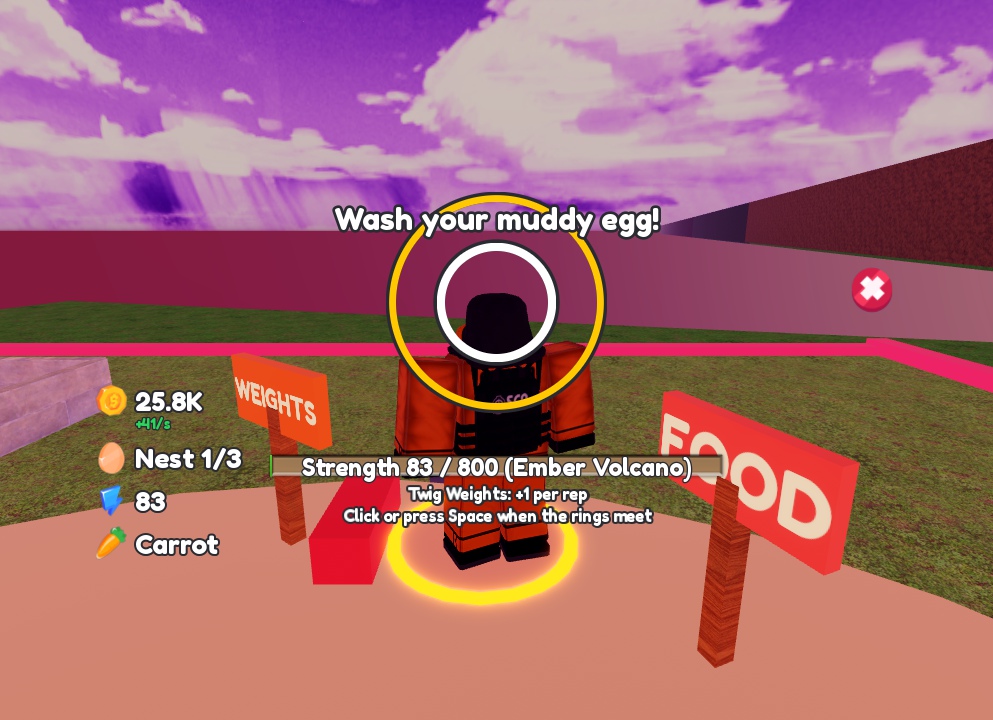 Wash your muddy egg!
WEIGHTS
25.8K
+41/s
FOOD
Nest 1/3
Strength 83 / 800 (Ember Volcano)
Twig Weights: +1 per rep
83
Click or press Space when the rings meet
Carrot